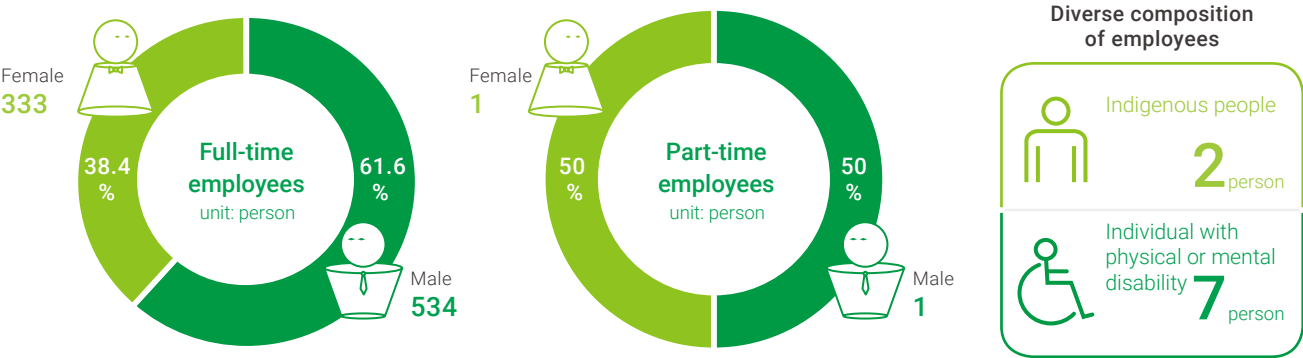 Female
333
38.4
%
Full-time
employees
unit: person
61.6
%
Male
534
Female
1
50
%
Part-time
employees
unit: person
50
%
Male
1
Diverse composition
of employees
Indigenous people
2 person
Individual with
physical or mental
disability 7 person